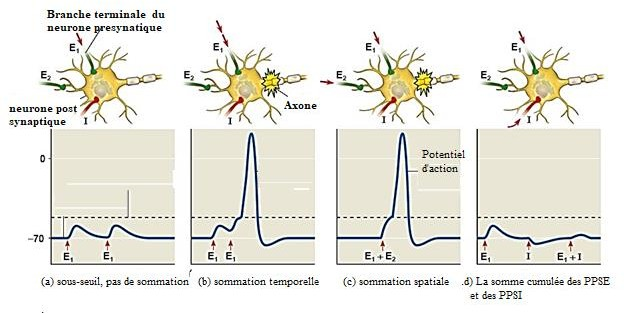 Branche terminale du
neurone presynatique
E1
E2
I
neurone post
synaptique
E1
E2
I
Axone
E1
E2
I
E1
E2
I
0
-70
Potentiel
d'action
E1 E1
E1 E1
E1 + E2
E1 I E1 + I
(a) sous-seuil, pas de sommation
(b) sommation temporelle
(c) sommation spatiale
.d) La somme cumulée des PPSE
et des PPSI